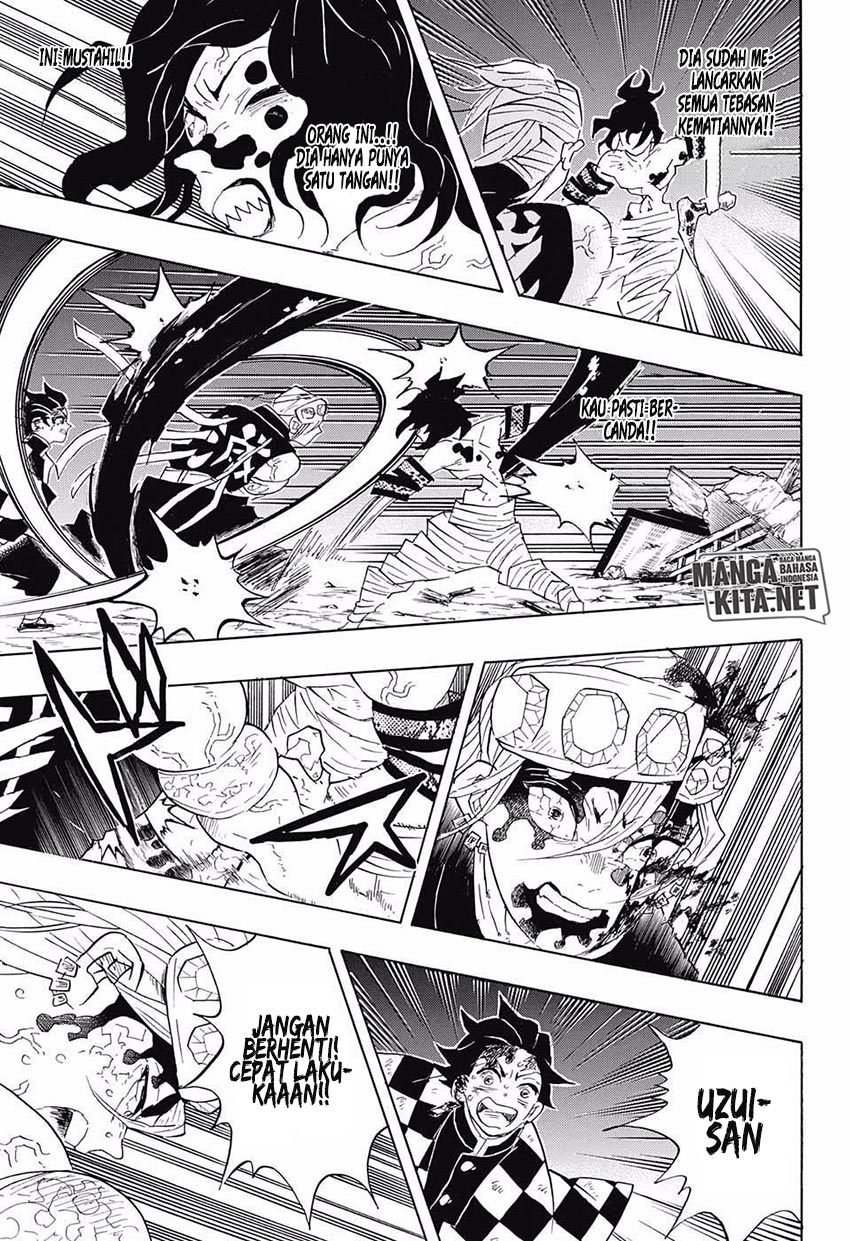 DIA SUDAH ME-
LANCARKAN
SEMUA TEBASAN
KEMATIANNYA!!
INI MUSTAHIL!!
ORANG INI..!!
DIA HANYA PUNYA
SATU TANGAN!!
KAU PASTI BER-
CANDA!!
BACA MANGA
BAHASA
INDONESIA
MANGA
KITA.NET
UZUI-
SAN
JANGAN
BERHENTI!
CEPAT LAKU-
KAAAN!!